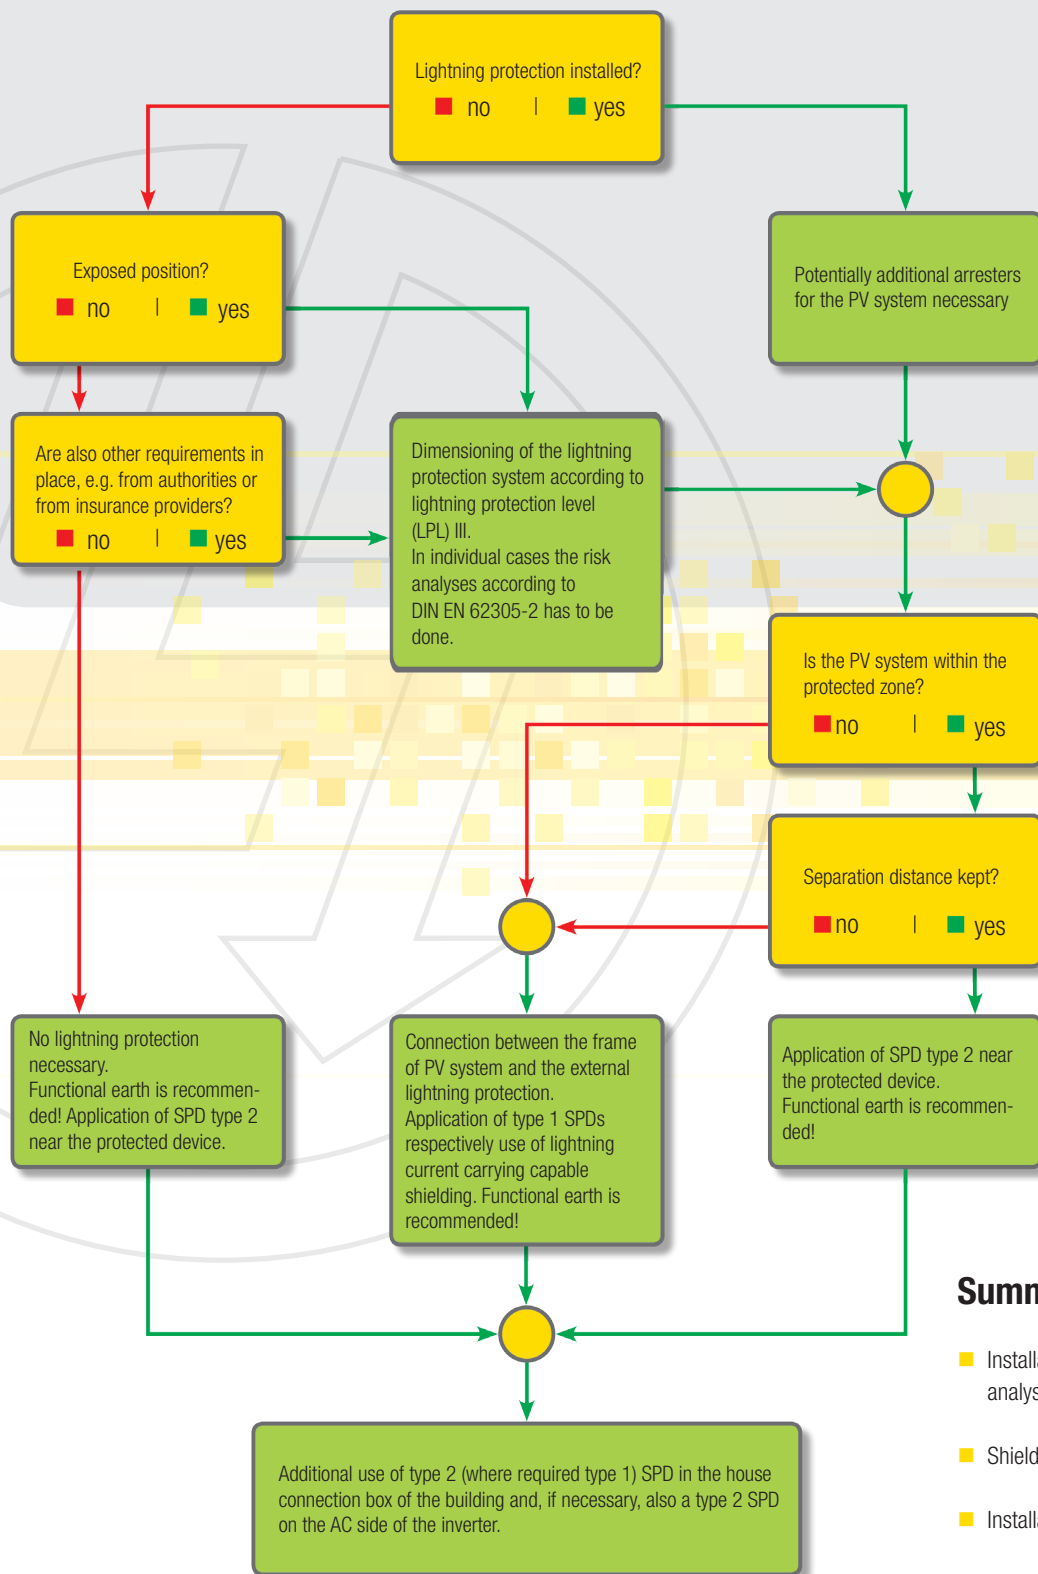 Lightning protection installed?
no | yes
Exposed position?
no | yes
Potentially additional arresters
for the PV system necessary
Are also other requirements in
place, e.g. from authorities or
from insurance providers?
no | yes
Dimensioning of the lightning
protection system according to
lightning protection level
(LPL) III.
In individual cases the risk
analyses according to
DIN EN 62305-2 has to be
done.
Is the PV system within the
protected zone?
no | yes
Separation distance kept?
no | yes
No lightning protection
necessary.
Functional earth is recommen-
ded! Application of SPD type 2
near the protected device.
Connection between the frame
of PV system and the external
lightning protection.
Application of type 1 SPDs
respectively use of lightning
current carrying capable
shielding. Functional earth is
recommended!
Application of SPD type 2 near
the protected device.
Functional earth is recommen-
ded!
Additional use of type 2 (where required type 1) SPD in the house
connection box of the building and, if necessary, also a type 2 SPD
on the AC side of the inverter.
Summ
Installa
analys
Shield
Installa